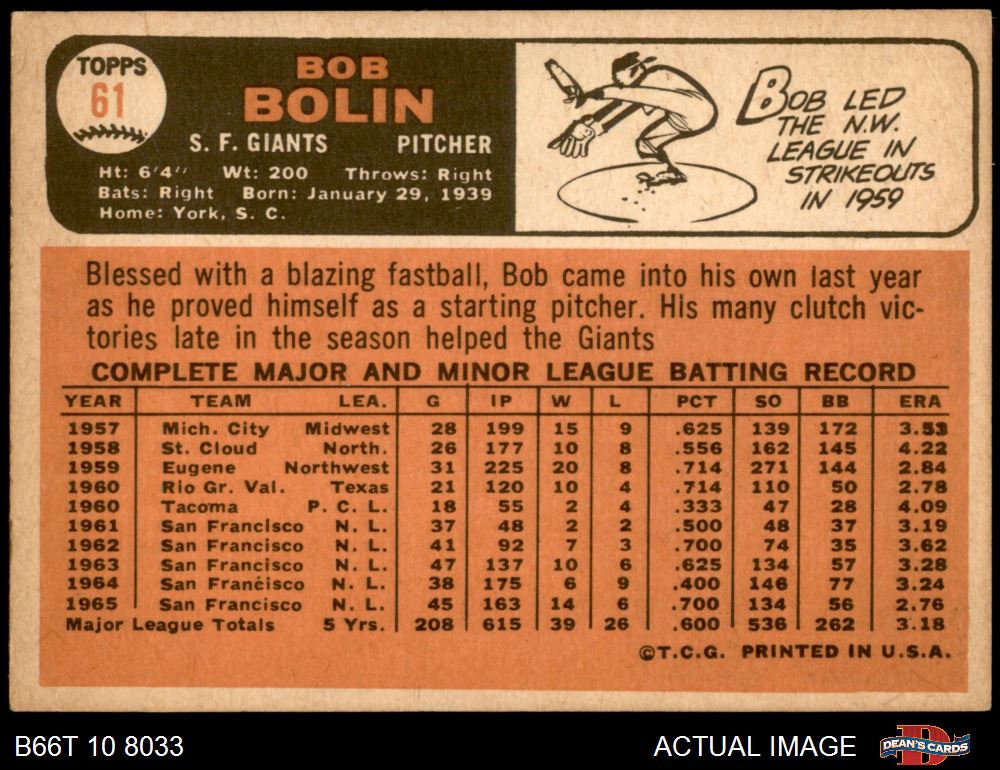 TOPPS
61
BOB
BOLIN
S. F. GIANTS PITCHER
Ht: 6'4" Wt: 200 Throws: Right
Bats: Right Born: January 29, 1939
Home: York, S. C.
BOB LED
THE N.W.
LEAGUE IN
STRIKEOUTS
IN 1959
Blessed with a blazing fastball, Bob came into his own last year
as he proved himself as a starting pitcher. His many clutch vic-
tories late in the season helped the Giants
COMPLETE MAJOR AND MINOR LEAGUE BATTING RECORD
YEAR TEAM LEA. G IP W L PCT SO BB ERA
1957 Mich. City Midwest 28 199 15 9 .625 139 172 3.53
1958 St. Cloud North. 26 177 10 8 .556 162 145 4.22
1959 Eugene Northwest 31 225 20 8 .714 271 144 2.84
1960 Rio Gr. Val. Texas 21 120 10 4 .714 110 50 2.78
1960 Tacoma P. C. L. 18 55 2 4 .333 47 28 4.09
1961 San Francisco N. L. 37 48 2 2 .500 48 37 3.19
1962 San Francisco N. L. 41 92 7 3 .700 74 35 3.62
1963 San Francisco N. L. 47 137 10 6 .625 134 57 3.28
1964 San Francisco N. L. 38 175 6 9 .400 146 77 3.24
1965 San Francisco N. L. 45 163 14 6 .700 134 56 2.76
Major League Totals 5 Yrs. 208 615 39 26 .600 536 262 3.18
©T.C.G. PRINTED IN U.S.A.
B66T 10 8033
ACTUAL IMAGE
D
DEAN'S CARDS